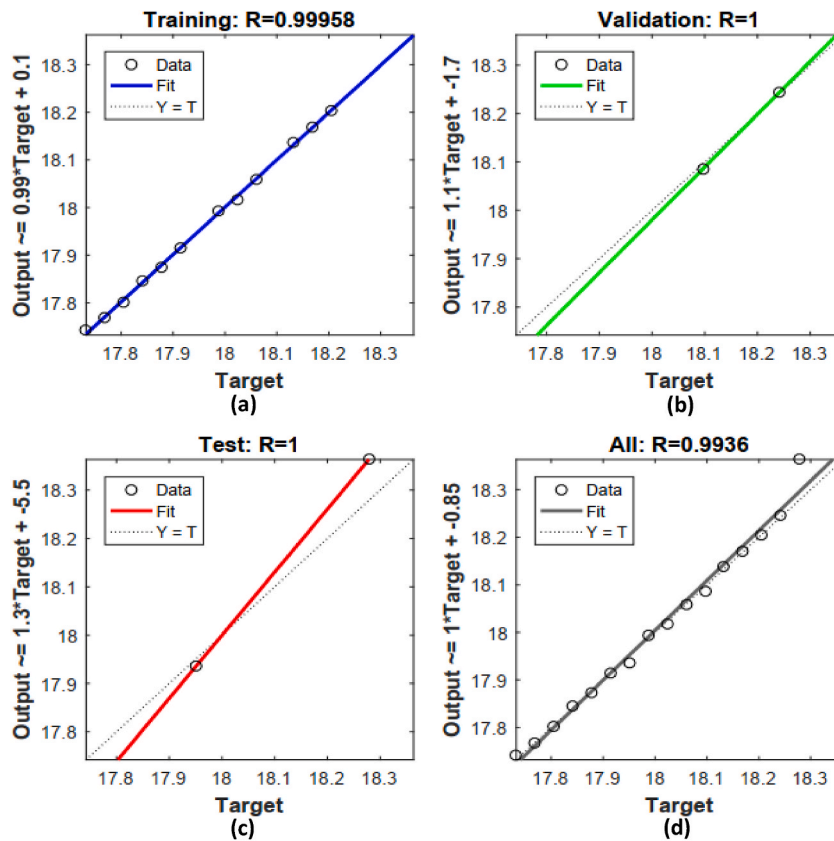 Training: R=0.99958
Output ~= 0.99*Target + 0.1
Data
Fit
Y = T
18.3
18.2
18.1
18
17.9
17.8
17.8 17.9 18 18.1 18.2 18.3
Target
(a)
Validation: R=1
Output ~= 1.1*Target + -1.7
Data
Fit
Y = T
18.3
18.2
18.1
18
17.9
17.8
17.8 17.9 18 18.1 18.2 18.3
Target
(b)
Test: R=1
Output ~= 1.3*Target + -5.5
Data
Fit
Y = T
18.3
18.2
18.1
18
17.9
17.8
17.8 17.9 18 18.1 18.2 18.3
Target
(c)
All: R=0.9936
Output ~= 1*Target + -0.85
Data
Fit
Y = T
18.3
18.2
18.1
18
17.9
17.8
17.8 17.9 18 18.1 18.2 18.3
Target
(d)